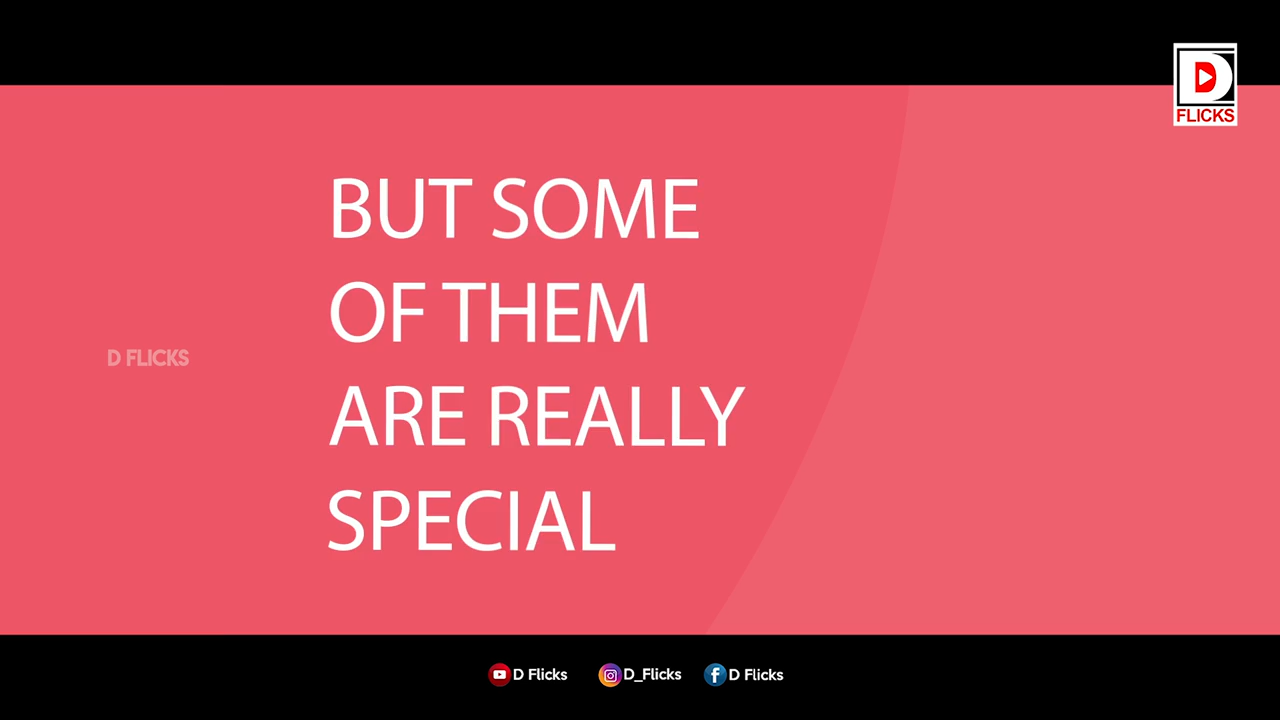 D
FLICKS
BUT SOME
OF THEM
ARE REALLY
SPECIAL
D FLICKS
D Flicks
D_Flicks
D Flicks